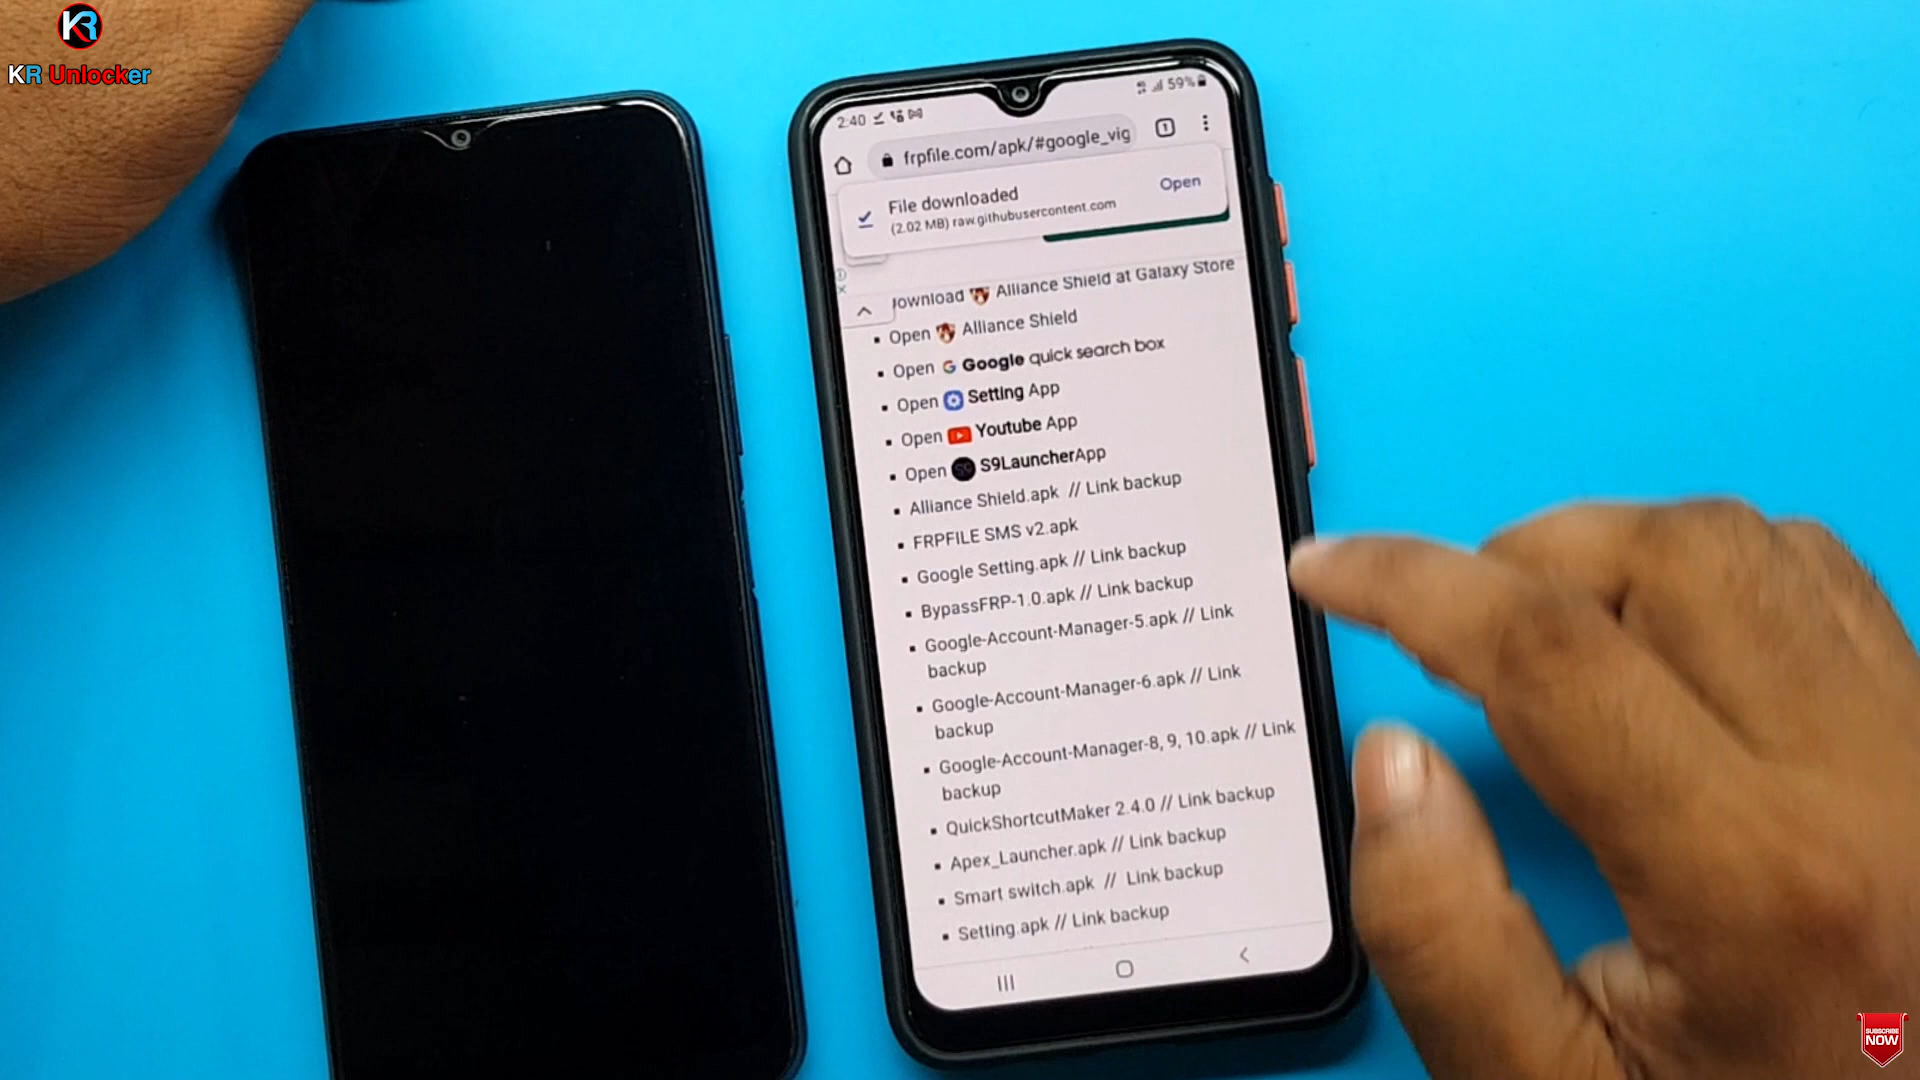 KR
KR Unlocker
2:40
59%
frpfile.com/apk/#google_vig
1
File downloaded
Open
(2.02 MB) raw.githubusercontent.com
ownload Alliance Shield at Galaxy Store
Open Alliance Shield
Open Google quick search box
Open Setting App
Open Youtube App
Open S9 S9LauncherApp
Alliance Shield.apk // Link backup
FRPFILE SMS v2.apk
Google Setting.apk // Link backup
BypassFRP-1.0.apk // Link backup
Google-Account-Manager-5.apk // Link
backup
Google-Account-Manager-6.apk // Link
backup
Google-Account-Manager-8, 9, 10.apk // Link
backup
QuickShortcutMaker 2.4.0 // Link backup
Apex_Launcher.apk // Link backup
Smart switch.apk // Link backup
Setting.apk // Link backup
SUBSCRIBE
NOW